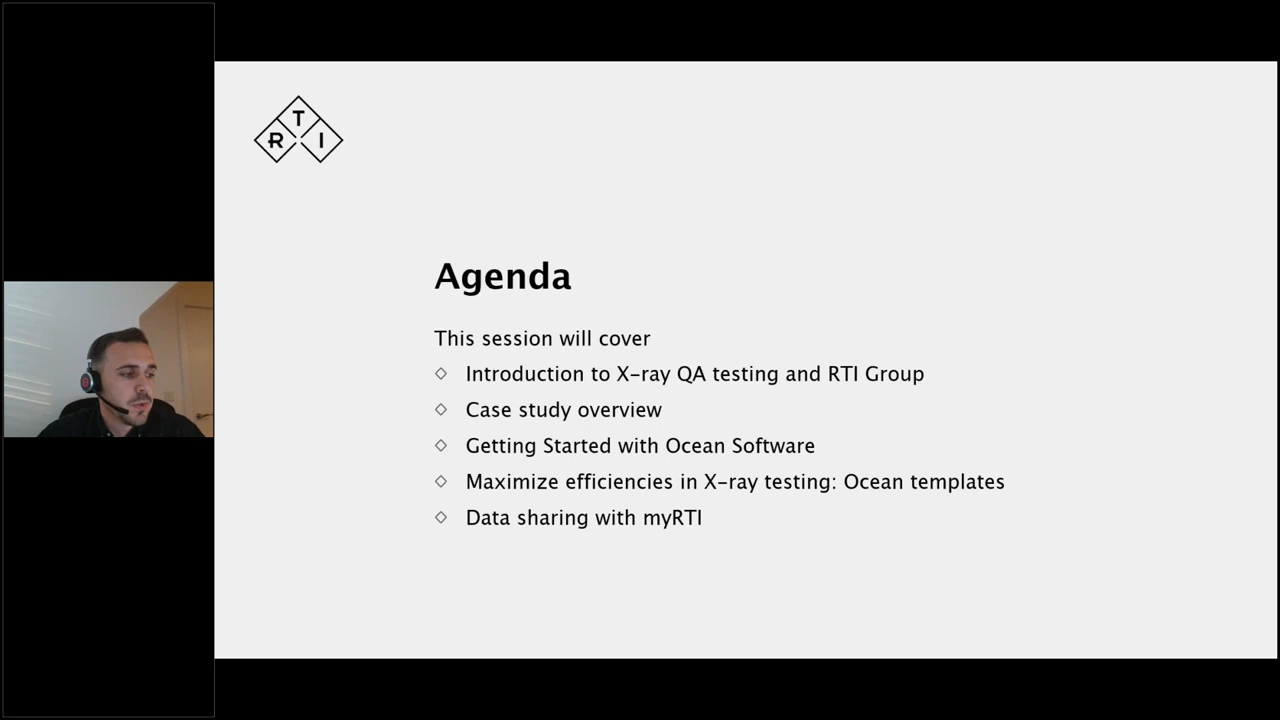 R T I
Agenda
This session will cover
Introduction to X-ray QA testing and RTI Group
Case study overview
Getting Started with Ocean Software
Maximize efficiencies in X-ray testing: Ocean templates
Data sharing with myRTI